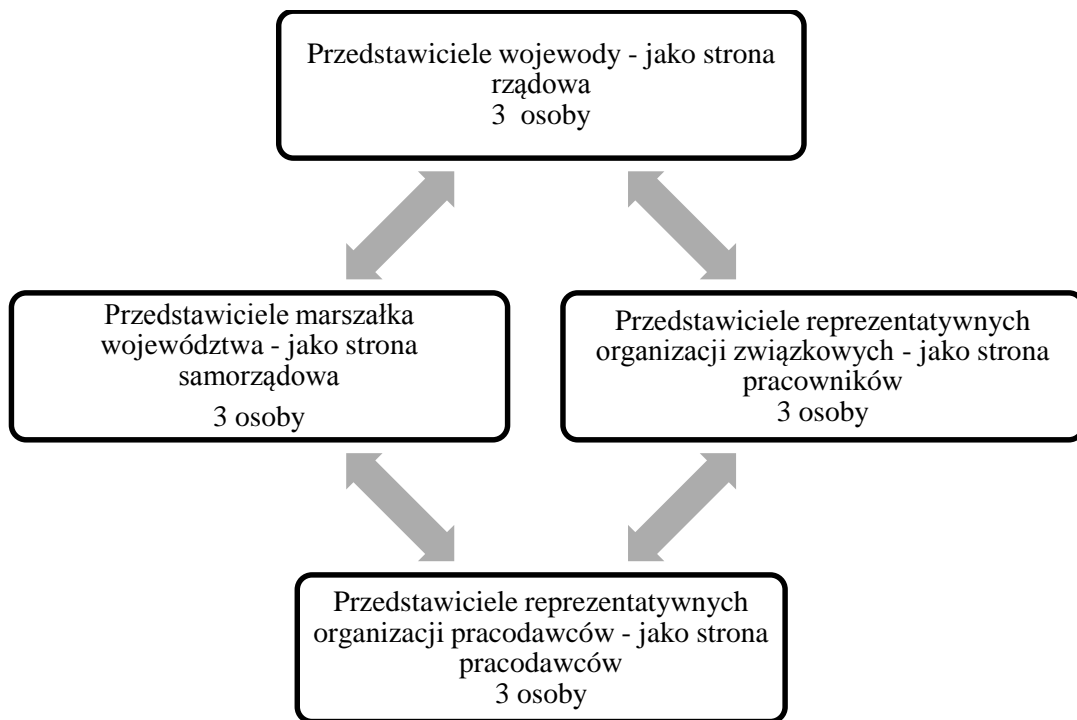 Przedstawiciele wojewody - jako strona
rządowa
3 osoby
Przedstawiciele marszałka
województwa - jako strona
samorządowa
3 osoby
Przedstawiciele reprezentatywnych
organizacji związkowych - jako strona
pracowników
3 osoby
Przedstawiciele reprezentatywnych
organizacji pracodawców - jako strona
pracodawców
3 osoby